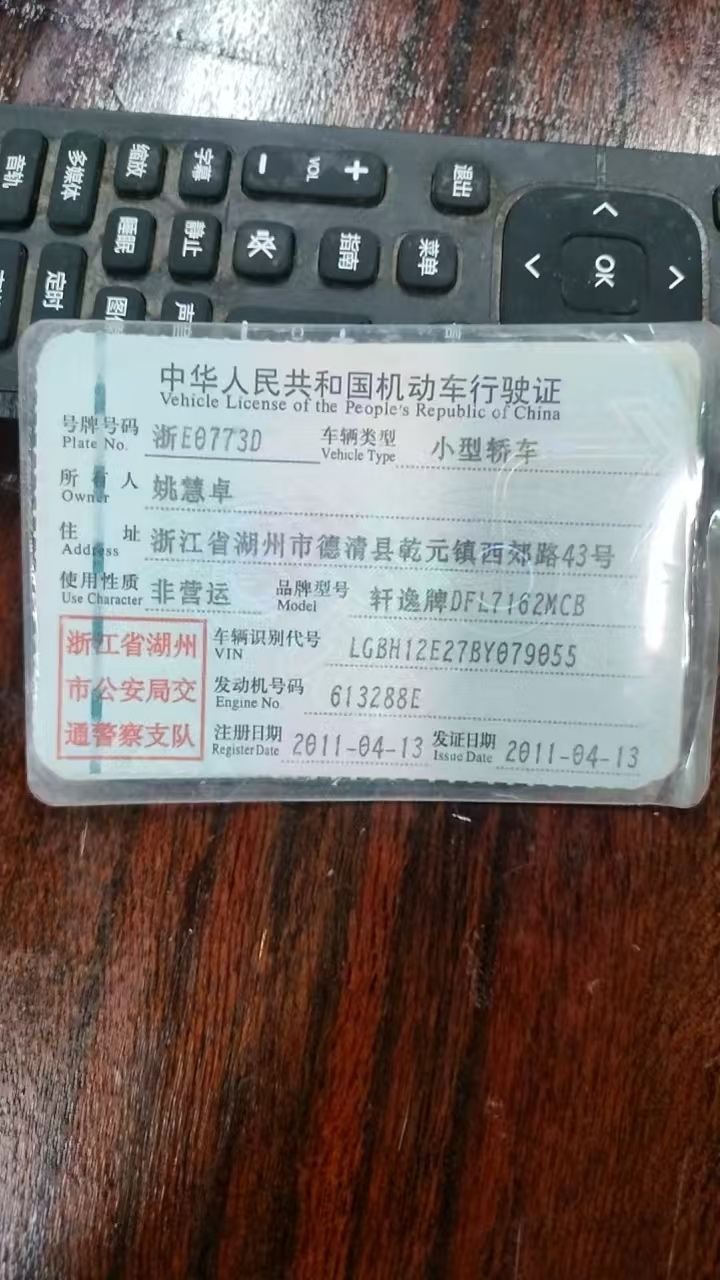 音轨
多媒体
缩放
字幕
- VOL +
退出
睡眠
静止
指南
菜单
OK
定时
中华人民共和国机动车行驶证
Vehicle License of the People's Republic of China
号牌号码 浙E0773D 车辆类型 小型轿车
Plate No. Vehicle Type
所有人 姚慧卓
Owner
住址 浙江省湖州市德清县乾元镇西郊路43号
Address
使用性质 非营运 品牌型号 轩逸牌DFL7162MCB
Use Character Model
浙江省湖州
市公安局交
通警察支队
车辆识别代号 LGBH12E27BY079055
VIN
发动机号码 613288E
Engine No.
注册日期 2011-04-13 发证日期 2011-04-13
Register Date Issue Date